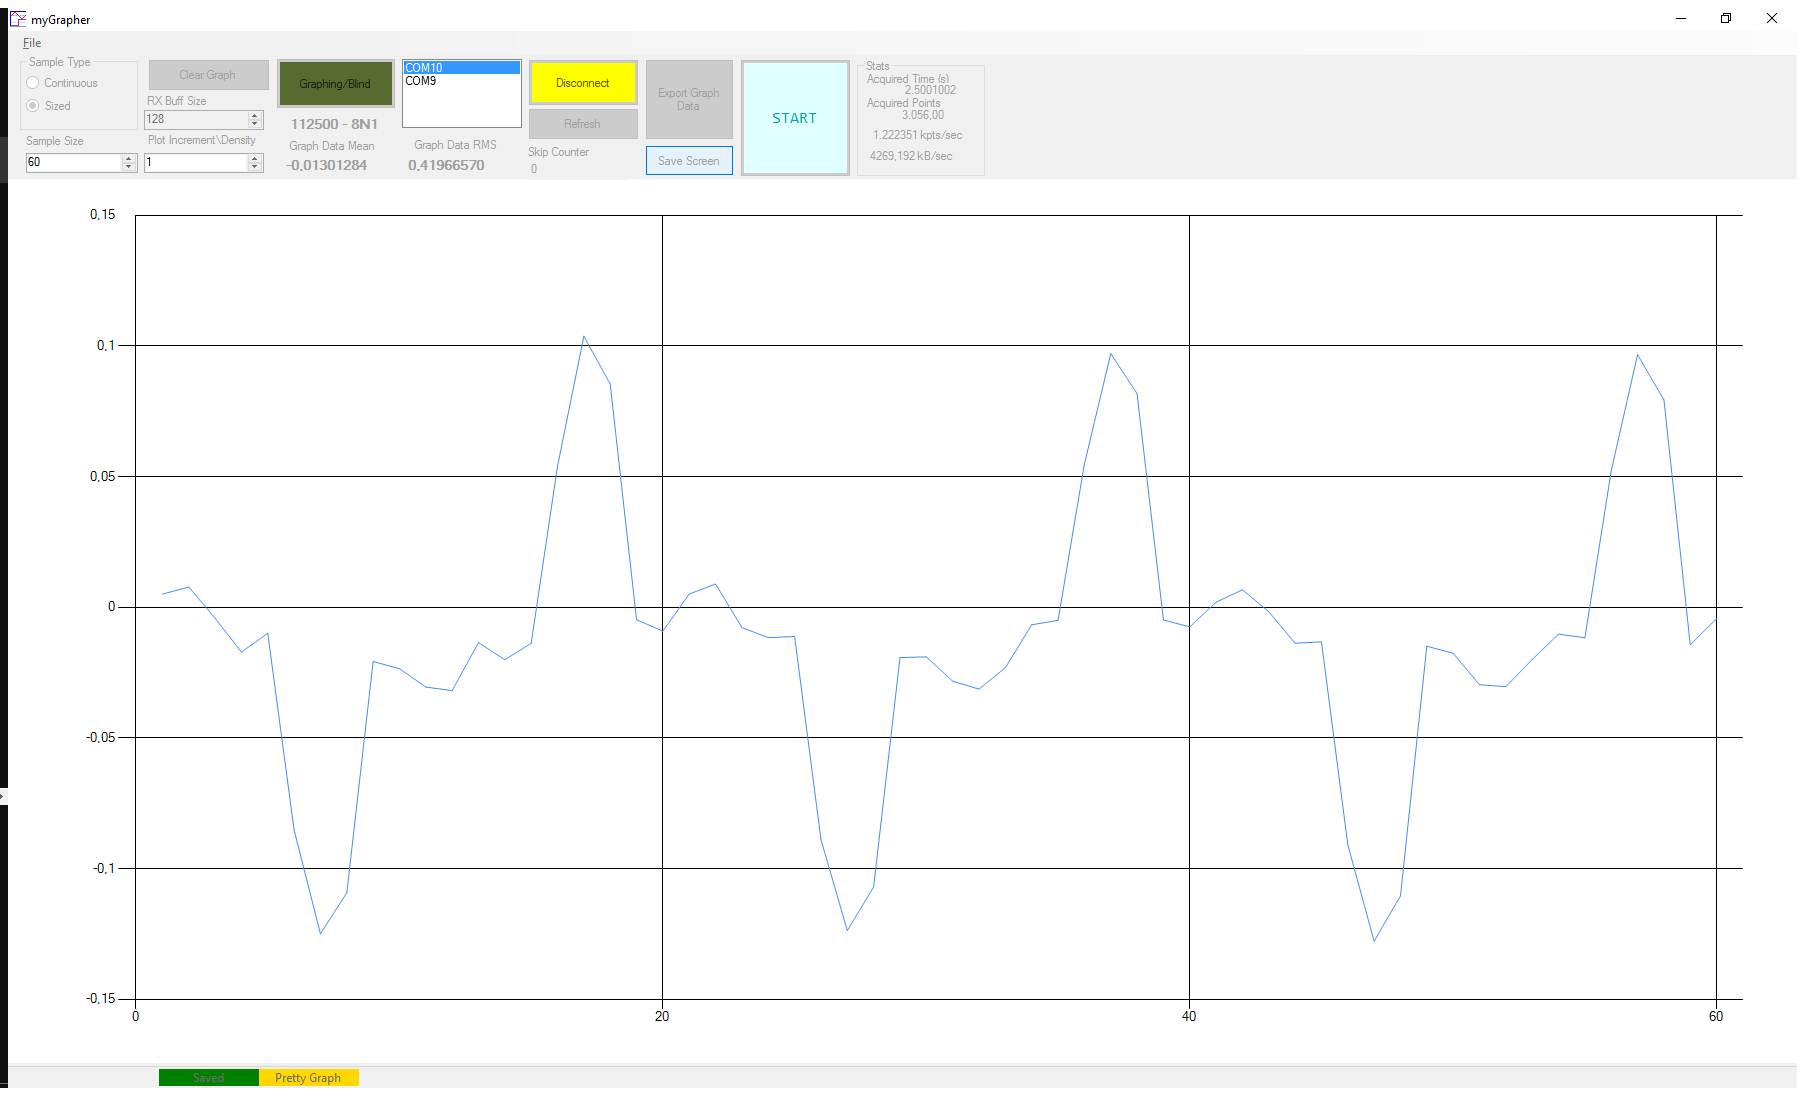 myGrapher
File
Sample Type
Continuous
Sized
Sample Size
60
Clear Graph
RX Buff Size
128
Plot Increment\Density
1
Graphing/Blind
112500 - 8N1
Graph Data Mean
-0,01301284
COM10
COM9
Graph Data RMS
0,41966570
Disconnect
Refresh
Skip Counter
0
Export Graph
Data
Save Screen
START
Stats
Acquired Time (s)
2.5001002
Acquired Points
3.056,00
1.222351 kpts/sec
4269,192 kB/sec
0,15
0,1
0,05
0
-0,05
-0,1
-0,15
0
20
40
60
Saved
Pretty Graph